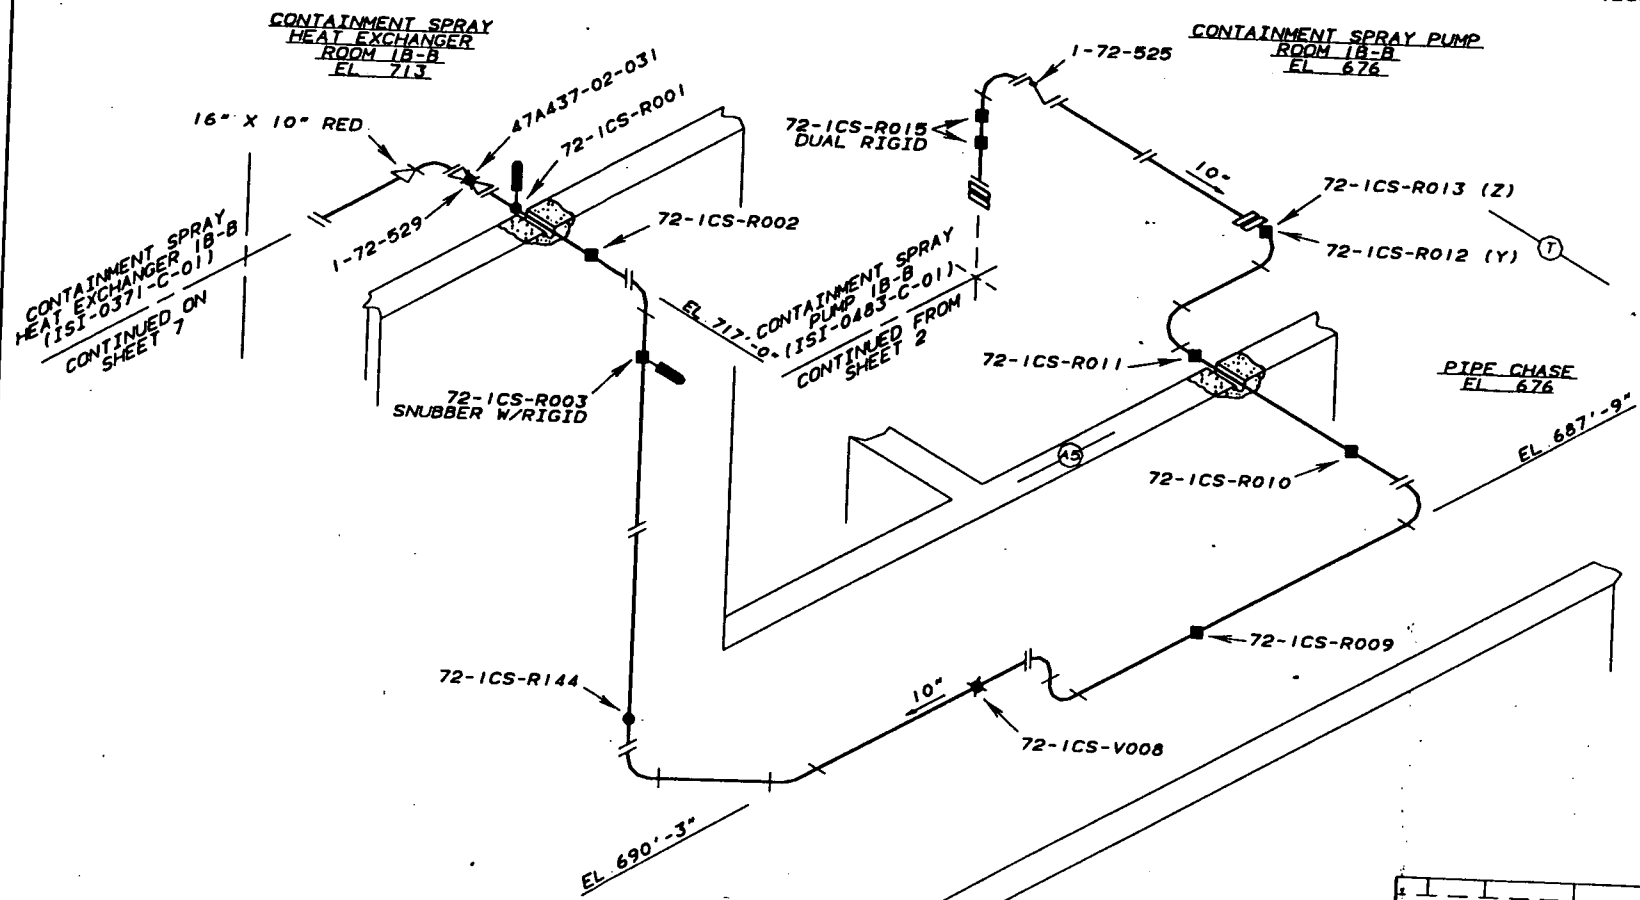 CONTAINMENT SPRAY
HEAT EXCHANGER
ROOM 1B-B
EL 713
CONTAINMENT SPRAY PUMP
ROOM 1B-B
EL 676
1-72-525
47A437-02-031
72-1CS-R001
16" X 10" RED
72-1CS-R015
DUAL RIGID
10"
72-1CS-R013 (Z)
72-1CS-R002
72-1CS-R012 (Y)
T
1-72-529
CONTAINMENT SPRAY
HEAT EXCHANGER 1B-B
(ISI-0371-C-01)
CONTINUED ON
SHEET 7
EL 717'-0"
CONTAINMENT SPRAY
PUMP 1B-B
(ISI-0483-C-01)
CONTINUED FROM
SHEET 2
72-1CS-R011
PIPE CHASE
EL 676
72-1CS-R003
SNUBBER W/RIGID
EL 687'-9"
A5
72-1CS-R010
72-1CS-R009
72-1CS-R144
10"
72-1CS-V008
EL 690'-3"